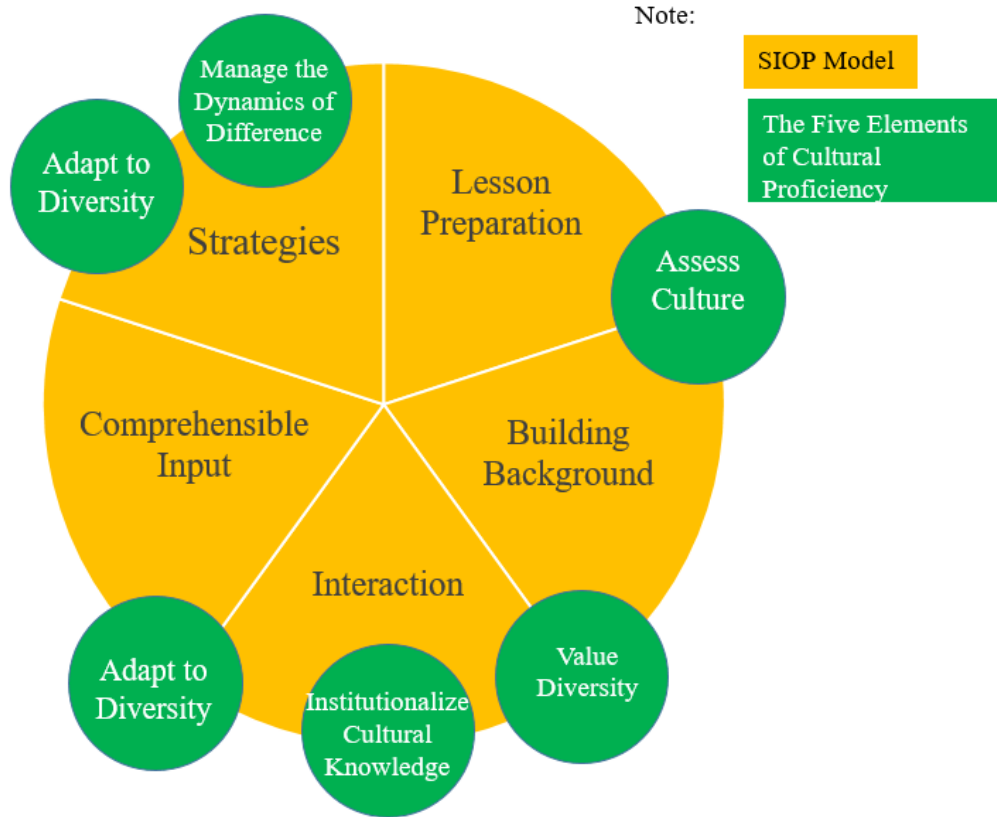 Note:
SIOP Model
The Five Elements
of Cultural
Proficiency
Manage the
Dynamics of
Difference
Adapt to
Diversity
Strategies
Lesson
Preparation
Assess
Culture
Comprehensible
Input
Building
Background
Interaction
Adapt to
Diversity
Institutionalize
Cultural
Knowledge
Value
Diversity